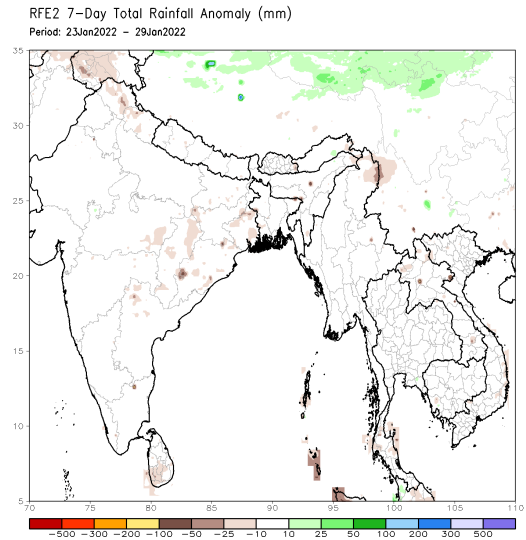 RFE2 7-Day Total Rainfall Anomaly (mm)
Period: 23Jan2022 - 29Jan2022
35
30
25
20
15
10
5
70 75 80 85 90 95 100 105 110
-500 -300 -200 -100 -50 -25 -10 10 25 50 100 200 300 500